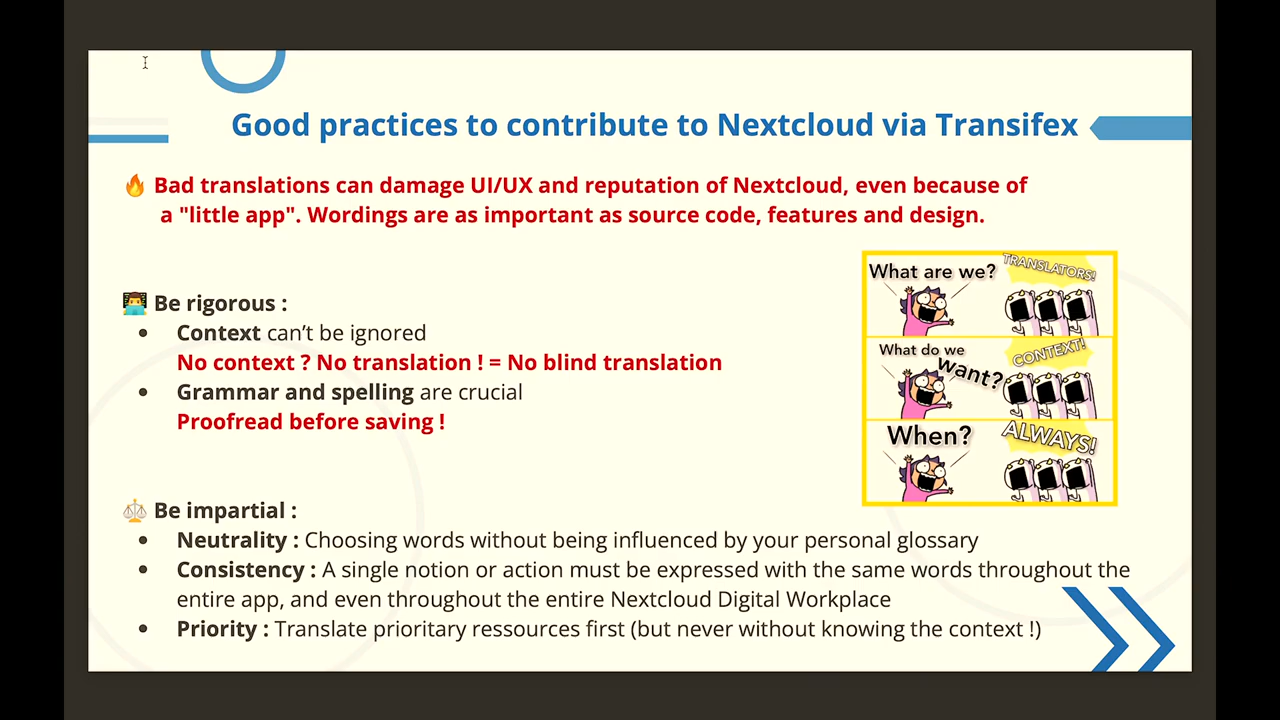 Good practices to contribute to Nextcloud via Transifex
🔥 Bad translations can damage UI/UX and reputation of Nextcloud, even because of
a "little app". Wordings are as important as source code, features and design.
👨‍💻 Be rigorous :
• Context can’t be ignored
No context ? No translation ! = No blind translation
• Grammar and spelling are crucial
Proofread before saving !
What are we?
TRANSLATORS!
What do we
want?
CONTEXT!
When?
ALWAYS!
⚖️ Be impartial :
• Neutrality : Choosing words without being influenced by your personal glossary
• Consistency : A single notion or action must be expressed with the same words throughout the
entire app, and even throughout the entire Nextcloud Digital Workplace
• Priority : Translate prioritary ressources first (but never without knowing the context !)